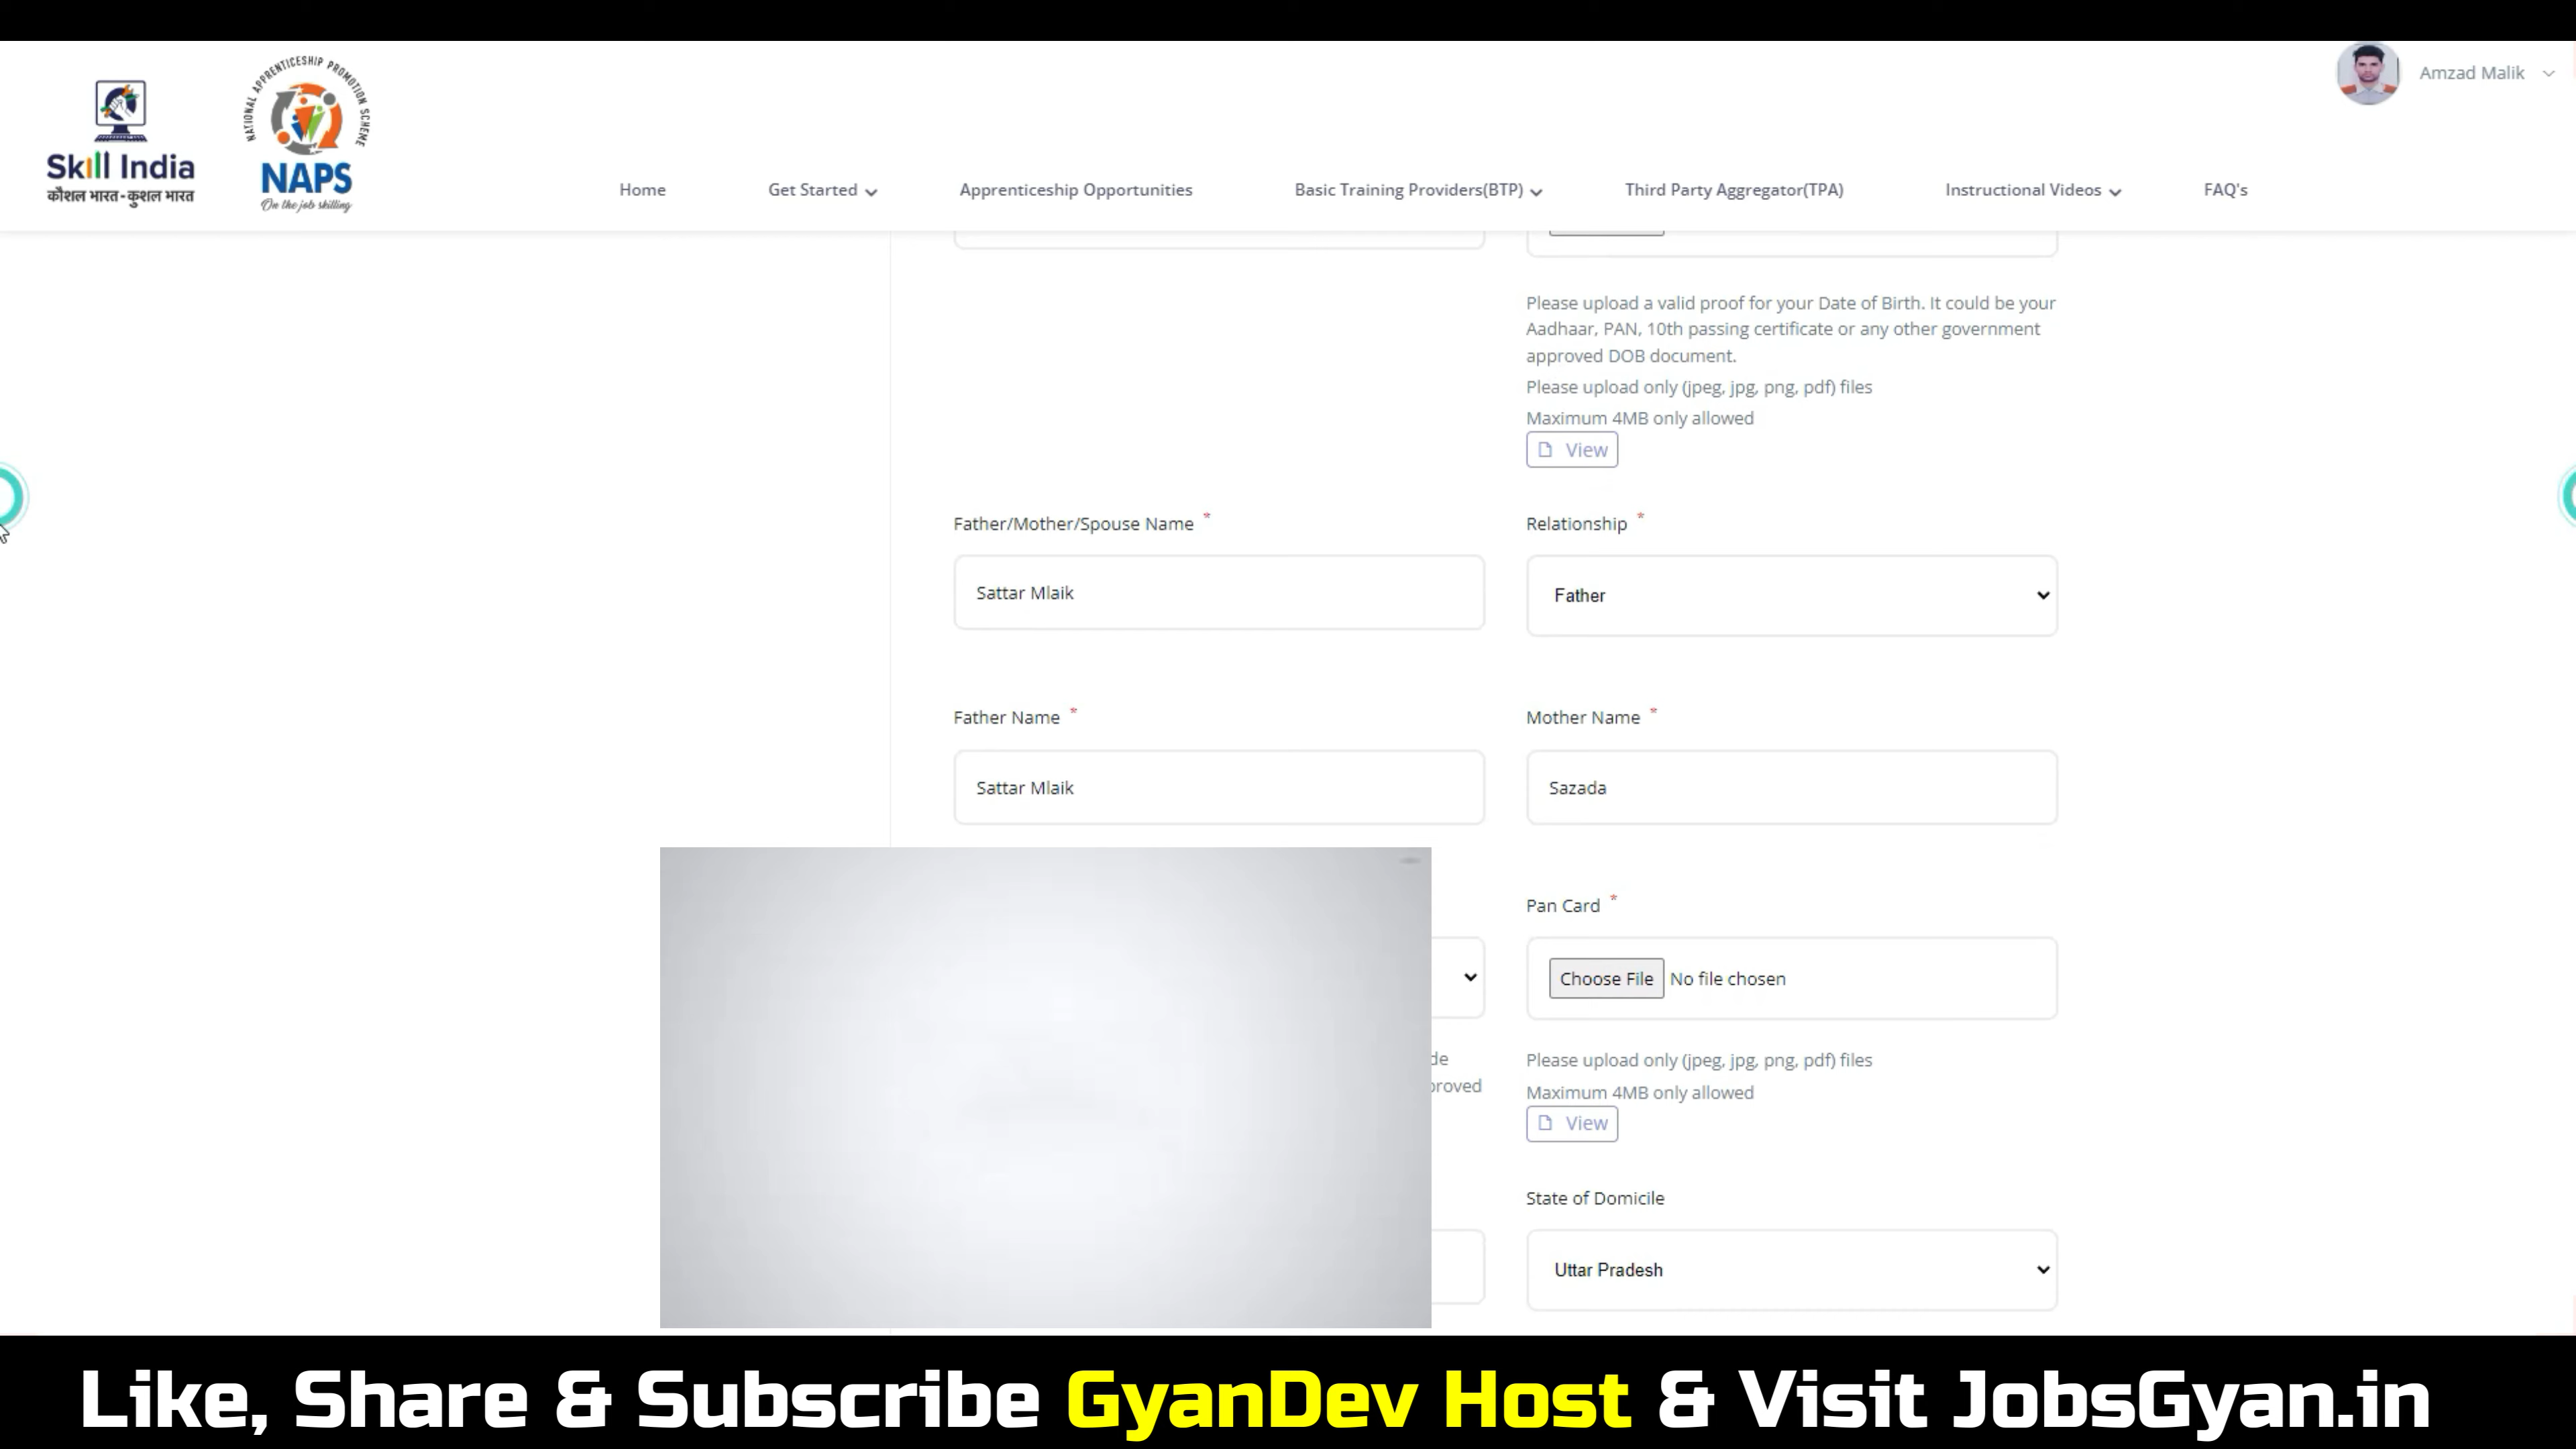 NATIONAL APPRENTICESHIP PROMOTION SCHEME
Skill India
कौशल भारत-कुशल भारत
NAPS
On the job skilling
Amzad Malik
Home
Get Started
Apprenticeship Opportunities
Basic Training Providers(BTP)
Third Party Aggregator(TPA)
Instructional Videos
FAQ's
Please upload a valid proof for your Date of Birth. It could be your
Aadhaar, PAN, 10th passing certificate or any other government
approved DOB document.
Please upload only (jpeg, jpg, png, pdf) files
Maximum 4MB only allowed
View
Father/Mother/Spouse Name *
Relationship *
Sattar Mlaik
Father
Father Name *
Mother Name *
Sattar Mlaik
Sazada
Pan Card *
Choose File No file chosen
Please upload only (jpeg, jpg, png, pdf) files
Maximum 4MB only allowed
View
State of Domicile
Uttar Pradesh
Like, Share & Subscribe GyanDev Host & Visit JobsGyan.in